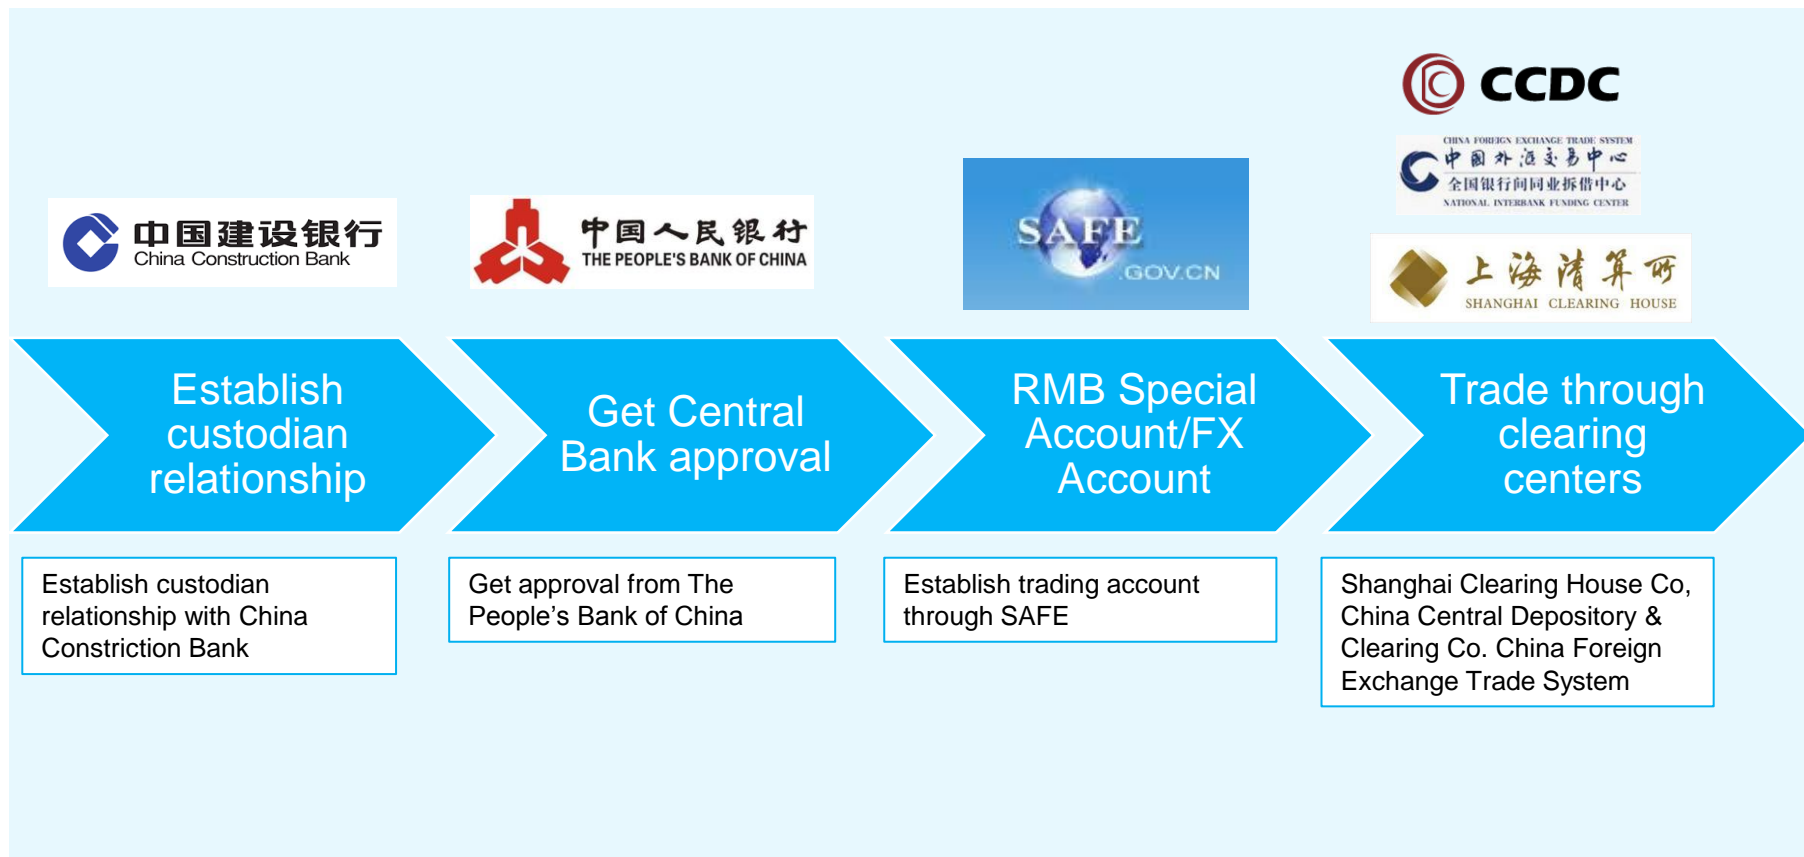 中国建设银行
China Construction Bank
中国人民银行
THE PEOPLE'S BANK OF CHINA
SAFE
.GOV.CN
CCDC
CHINA FOREIGN EXCHANGE TRADE SYSTEM
中国外汇交易中心
全国银行间同业拆借中心
NATIONAL INTERBANK FUNDING CENTER
上海清算所
SHANGHAI CLEARING HOUSE
Establish
custodian
relationship
Get Central
Bank approval
RMB Special
Account/FX
Account
Trade through
clearing
centers
Establish custodian
relationship with China
Constriction Bank
Get approval from The
People’s Bank of China
Establish trading account
through SAFE
Shanghai Clearing House Co,
China Central Depository &
Clearing Co. China Foreign
Exchange Trade System